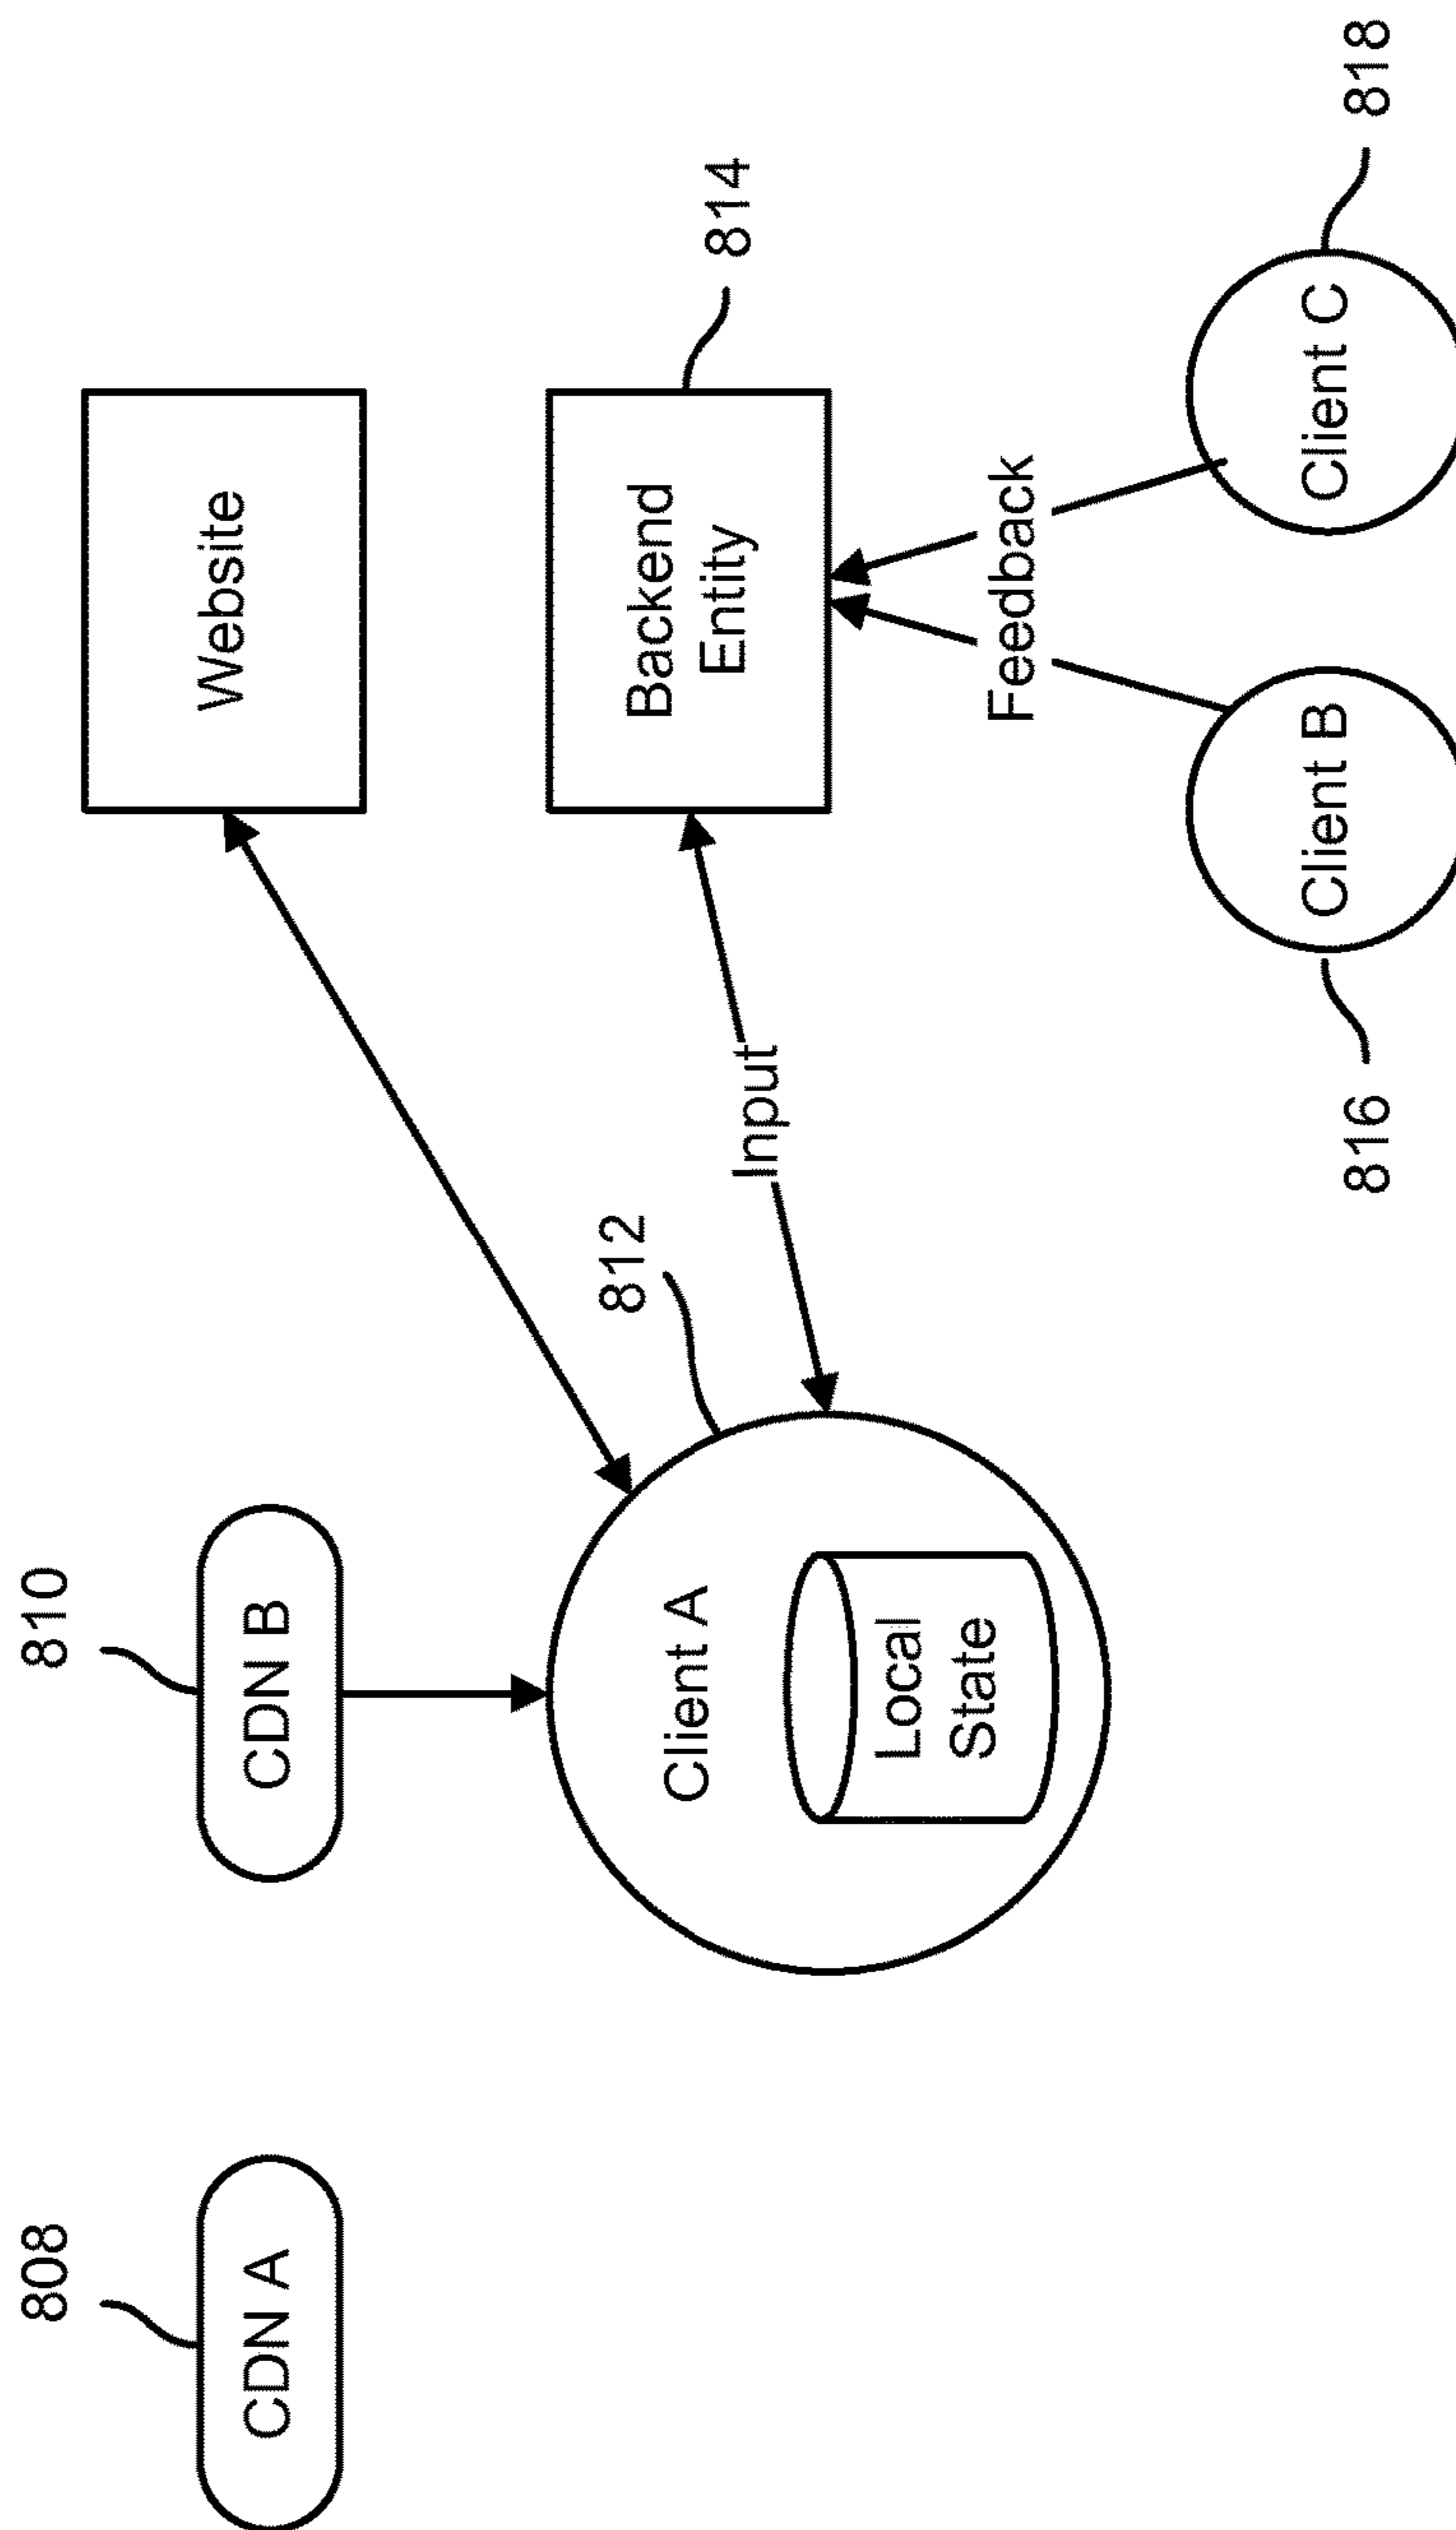 808
810
CDN A
CDN B
Website
812
Client A
Local
State
Input
814
Backend
Entity
Feedback
816
818
Client B
Client C